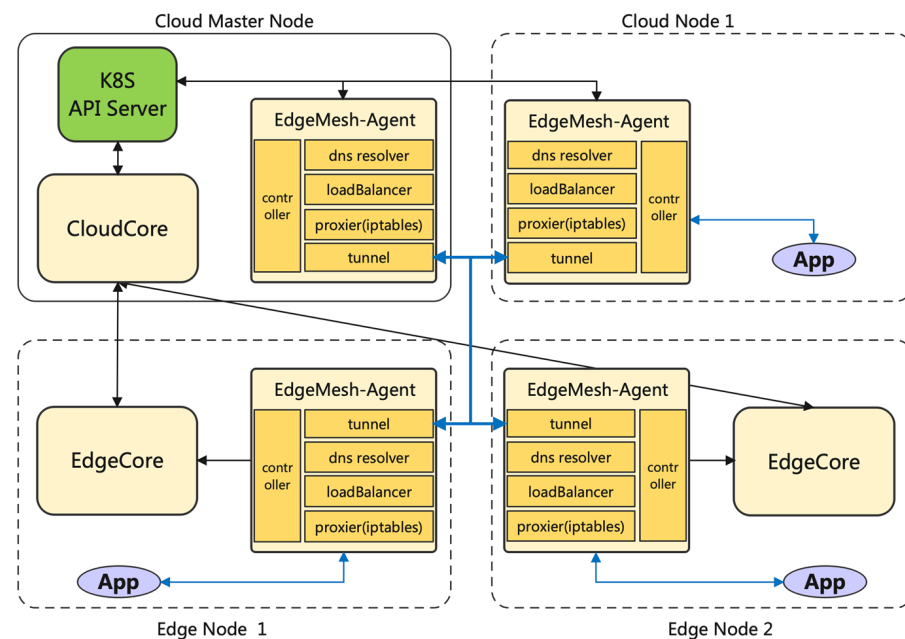 Cloud Master Node
K8S
API Server
CloudCore
EdgeMesh-Agent
contr
oller
dns resolver
loadBalancer
proxier(iptables)
tunnel
Cloud Node 1
EdgeMesh-Agent
dns resolver
loadBalancer
proxier(iptables)
tunnel
contr
oller
App
EdgeCore
EdgeMesh-Agent
contr
oller
tunnel
dns resolver
loadBalancer
proxier(iptables)
App
Edge Node 1
EdgeMesh-Agent
tunnel
dns resolver
loadBalancer
proxier(iptables)
contr
oller
EdgeCore
App
Edge Node 2